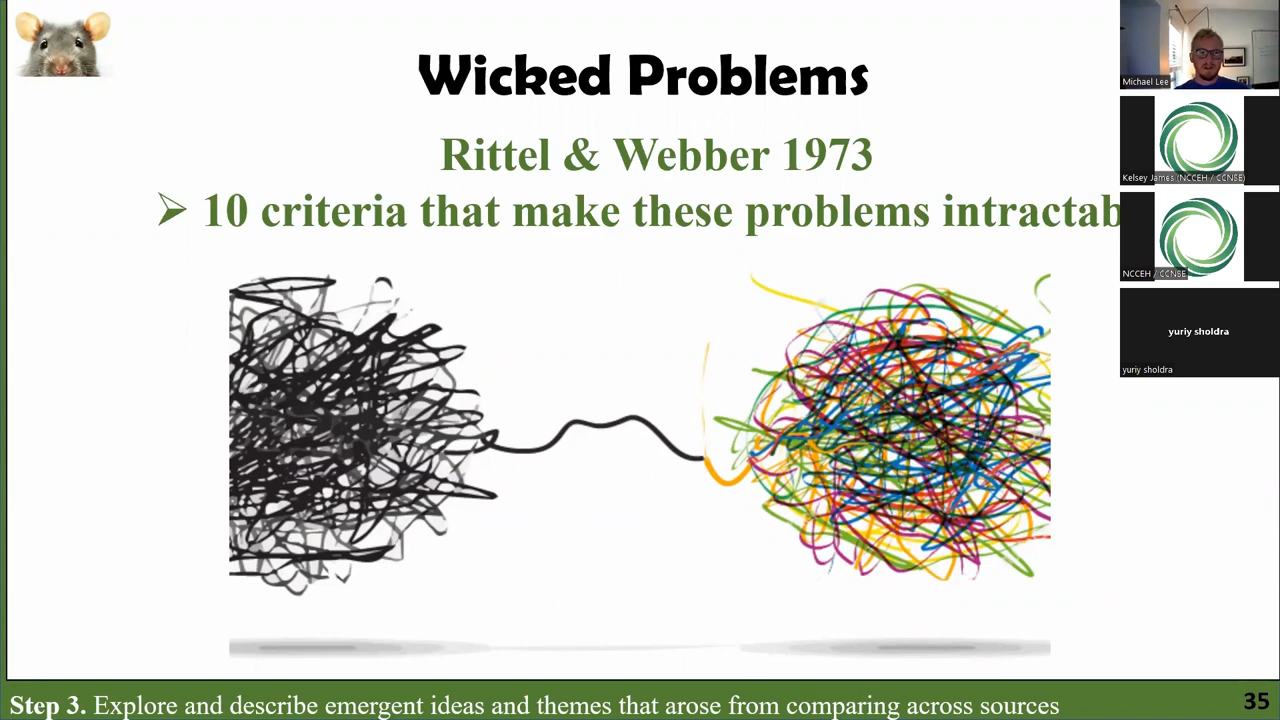 Wicked Problems
Rittel & Webber 1973
➢ 10 criteria that make these problems intractab
Step 3. Explore and describe emergent ideas and themes that arose from comparing across sources
35
Michael Lee
Kelsey James (NCCEH / CCNSE)
NCCEH / CCNSE
yuriy sholdra
yuriy sholdra